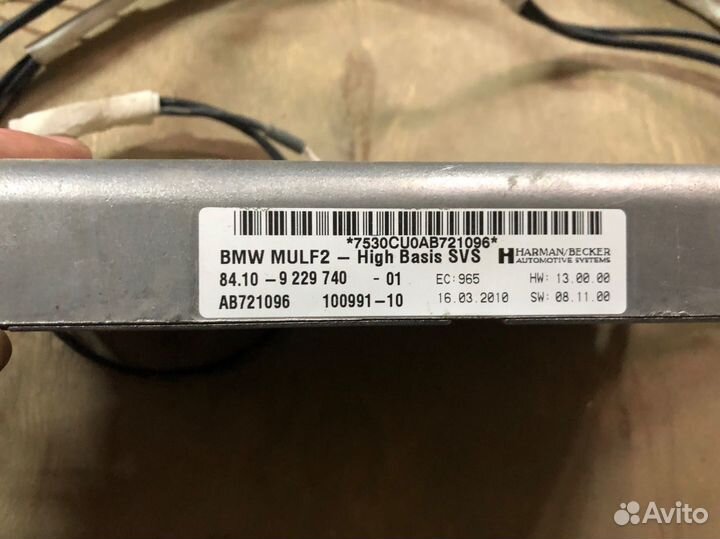 *7530CU0AB721096*
BMW MULF2 – High Basis SVS
HARMAN/BECKER
AUTOMOTIVE SYSTEMS
84.10 – 9 229 740 - 01 EC: 965 HW: 13.00.00
AB721096 100991-10 16.03.2010 SW: 08.11.00
Avito